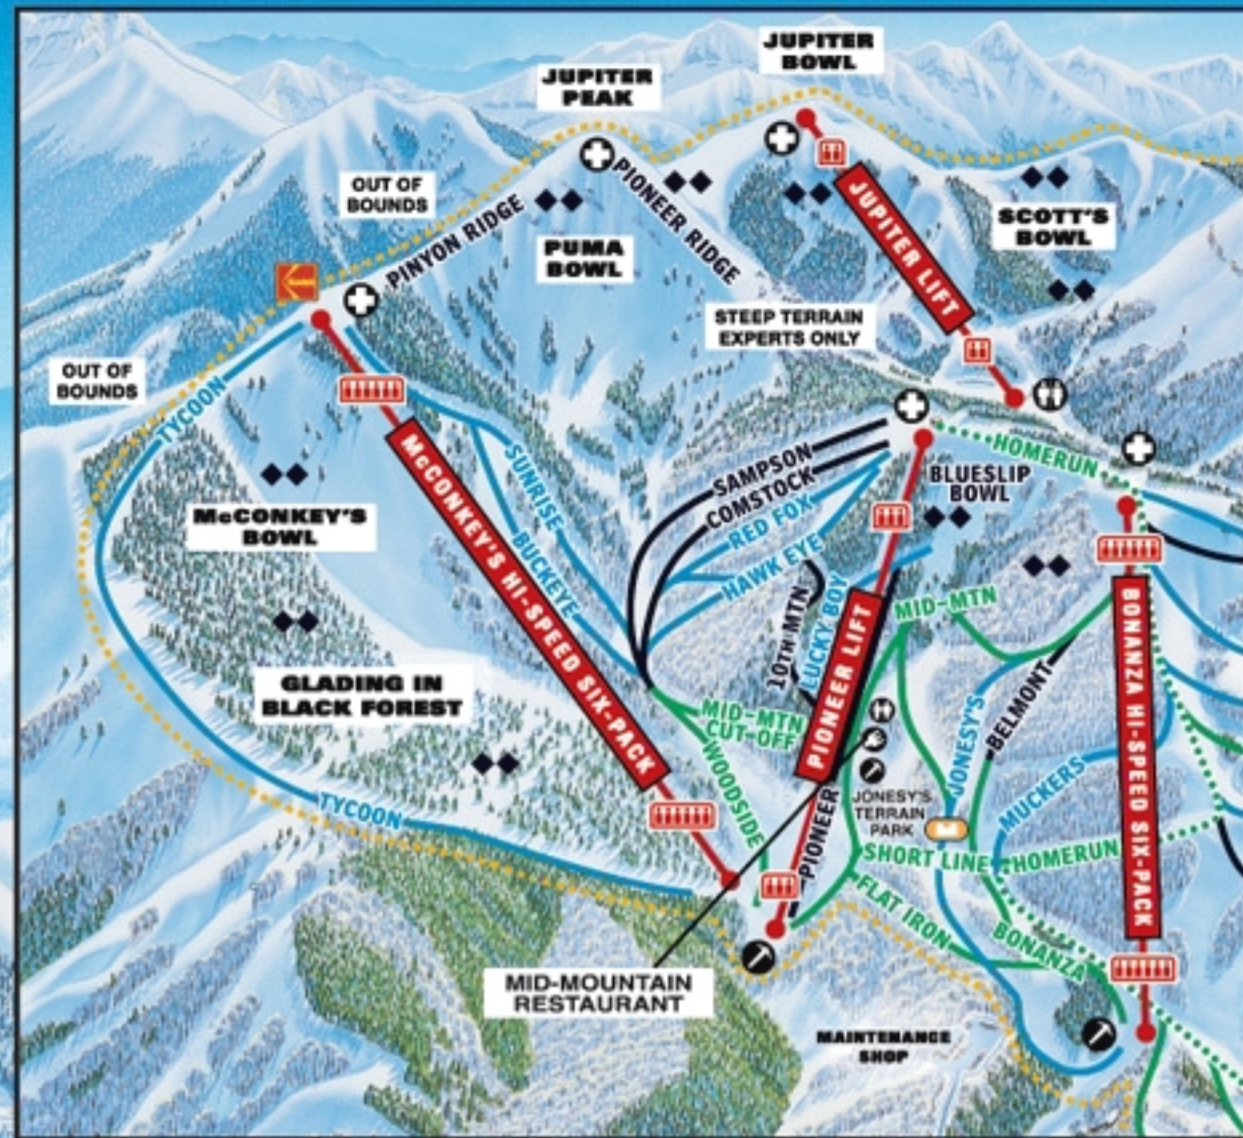 JUPITER
BOWL
JUPITER
PEAK
OUT OF
BOUNDS
PINYON RIDGE
PIONEER RIDGE
PUMA
BOWL
JUPITER LIFT
SCOTT'S
BOWL
STEEP TERRAIN
EXPERTS ONLY
OUT OF
BOUNDS
TYCOON
McCONKEY'S HI-SPEED SIX-PACK
SUNRISE
BUCKEYE
McCONKEY'S
BOWL
SAMPSON
COMSTOCK
RED FOX
HAWK EYE
HOMERUN
BLUESLIP
BOWL
10TH MTN
LUCKY BOY
PIONEER LIFT
MID-MTN
BONANZA HI-SPEED SIX-PACK
GLADING IN
BLACK FOREST
MID-MTN
CUT-OFF
WOODSIDE
JONESY'S
BELMONT
MUCKERS
TYCOON
PIONEER
JONESY'S
TERRAIN
PARK
SHORT LINE
HOMERUN
FLAT IRON
BONANZA
MID-MOUNTAIN
RESTAURANT
MAINTENANCE
SHOP